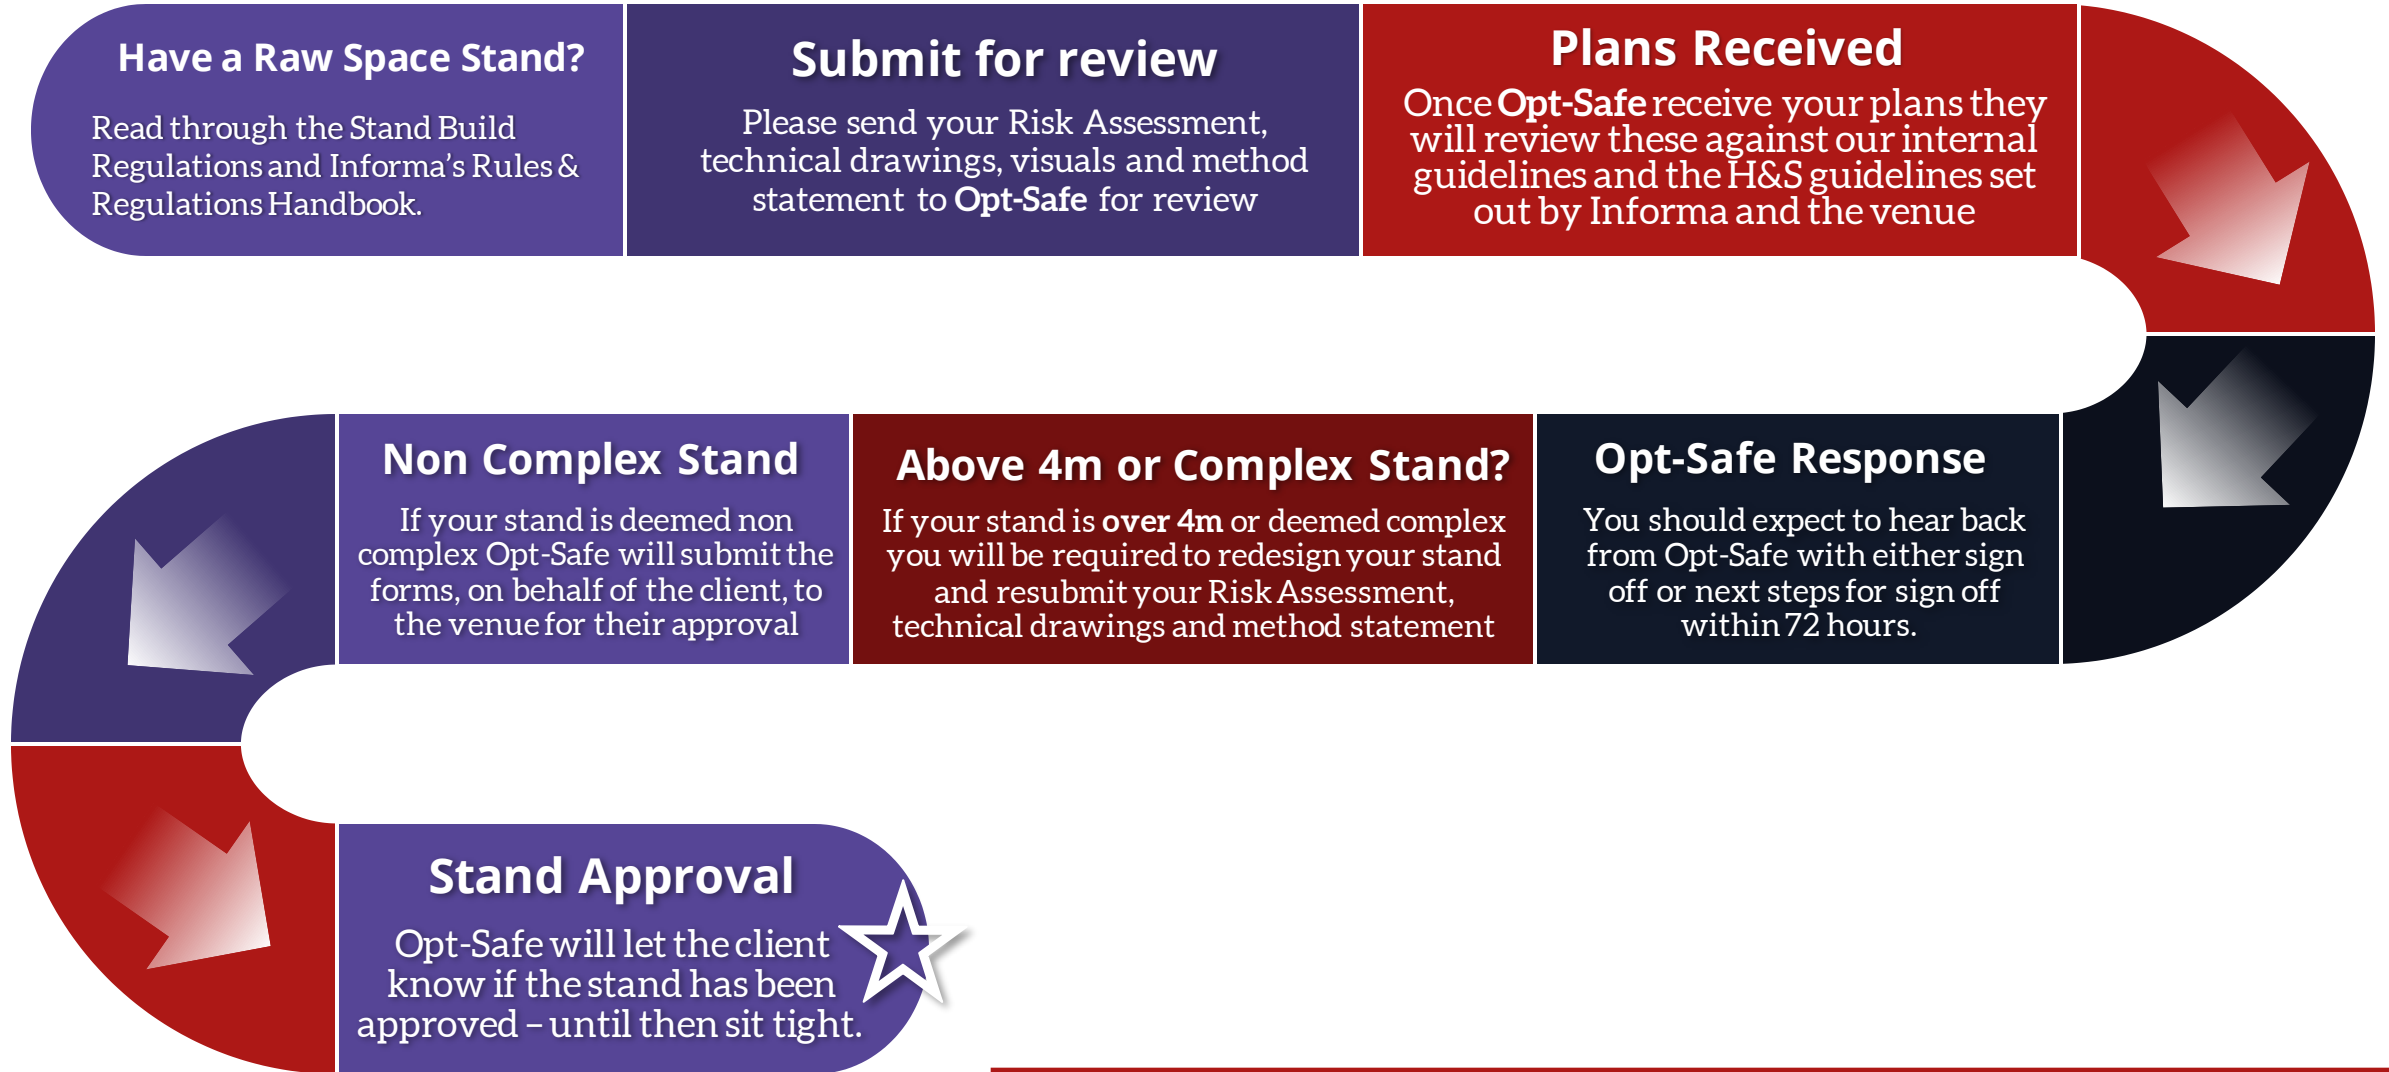 Have a Raw Space Stand?
Read through the Stand Build
Regulations and Informa’s Rules &
Regulations Handbook.
Submit for review
Please send your Risk Assessment,
technical drawings, visuals and method
statement to Opt-Safe for review
Plans Received
Once Opt-Safe receive your plans they
will review these against our internal
guidelines and the H&S guidelines set
out by Informa and the venue
Opt-Safe Response
You should expect to hear back
from Opt-Safe with either sign
off or next steps for sign off
within 72 hours.
Above 4m or Complex Stand?
If your stand is over 4m or deemed complex
you will be required to redesign your stand
and resubmit your Risk Assessment,
technical drawings and method statement
Non Complex Stand
If your stand is deemed non
complex Opt-Safe will submit the
forms, on behalf of the client, to
the venue for their approval
Stand Approval
Opt-Safe will let the client
know if the stand has been
approved – until then sit tight.